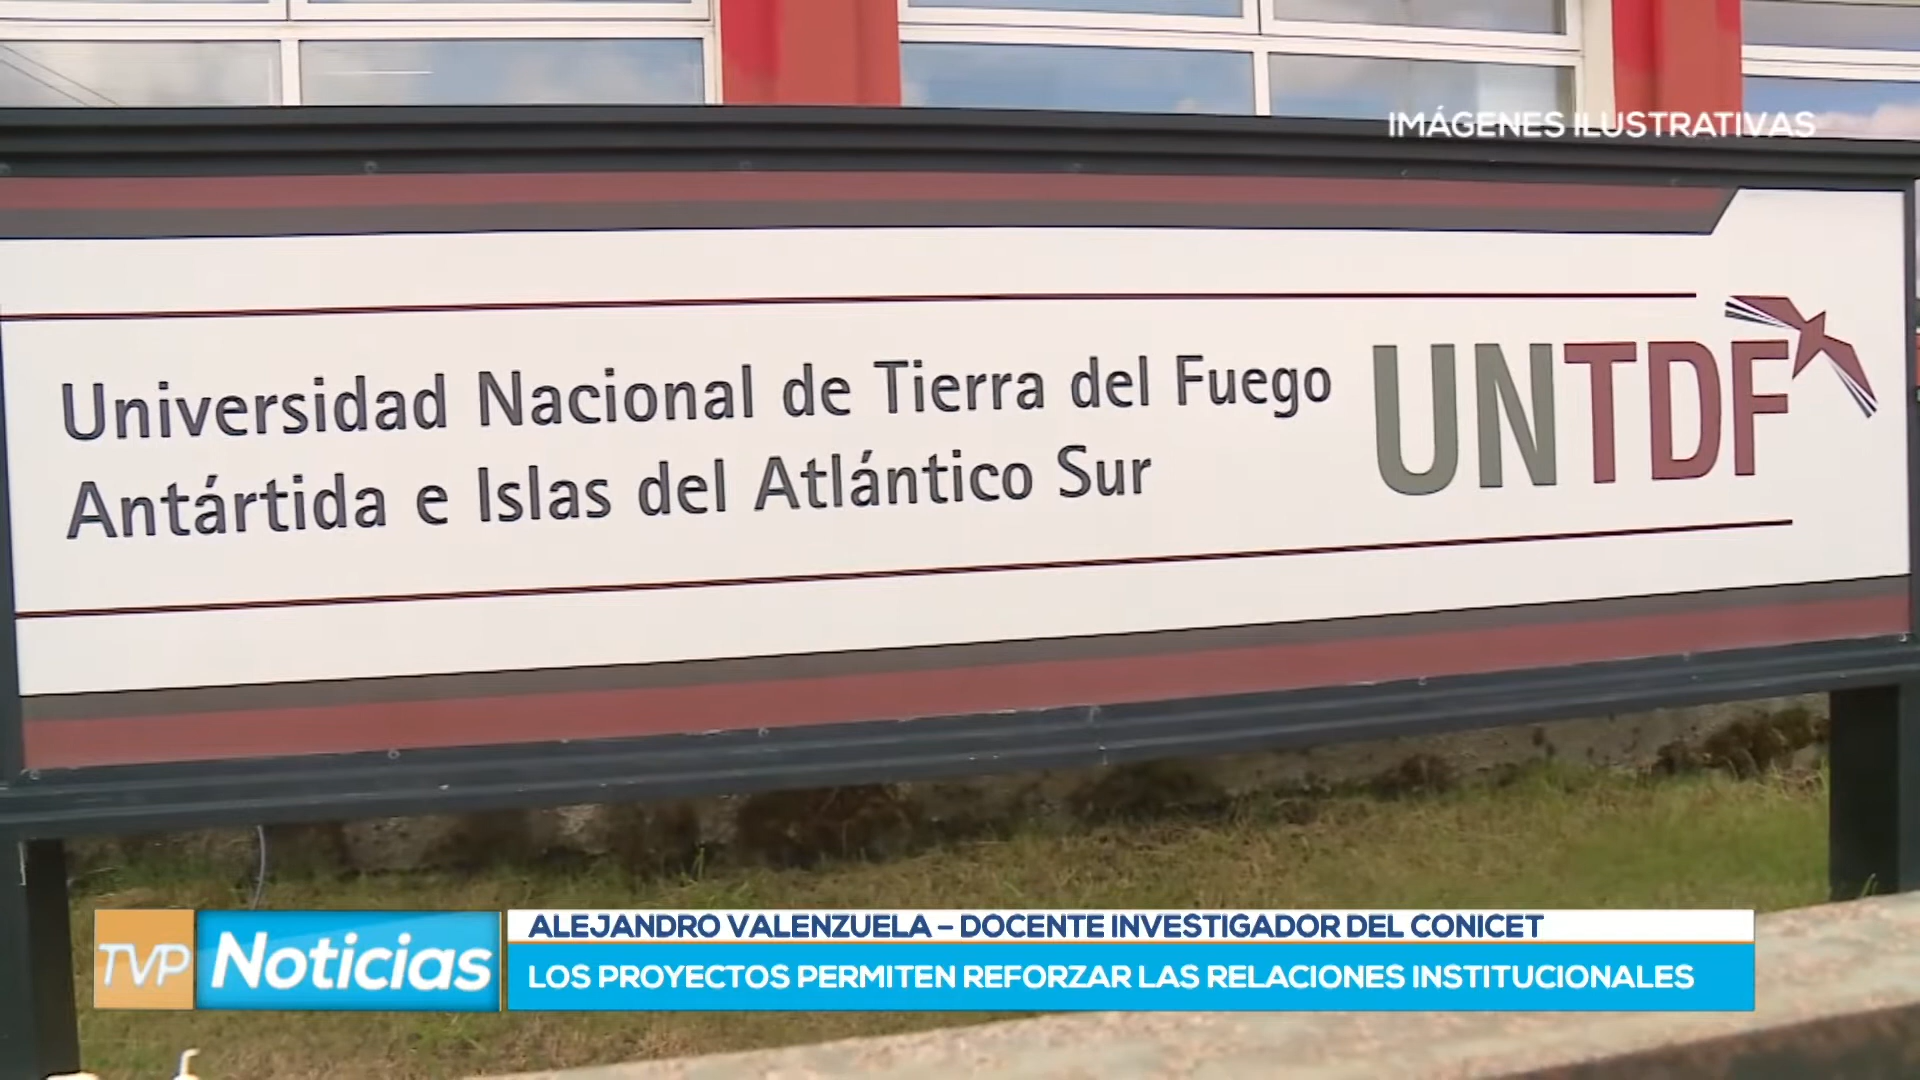 IMÁGENES ILUSTRATIVAS
Universidad Nacional de Tierra del Fuego
Antártida e Islas del Atlántico Sur
UNTDF
TVP Noticias
ALEJANDRO VALENZUELA – DOCENTE INVESTIGADOR DEL CONICET
LOS PROYECTOS PERMITEN REFORZAR LAS RELACIONES INSTITUCIONALES